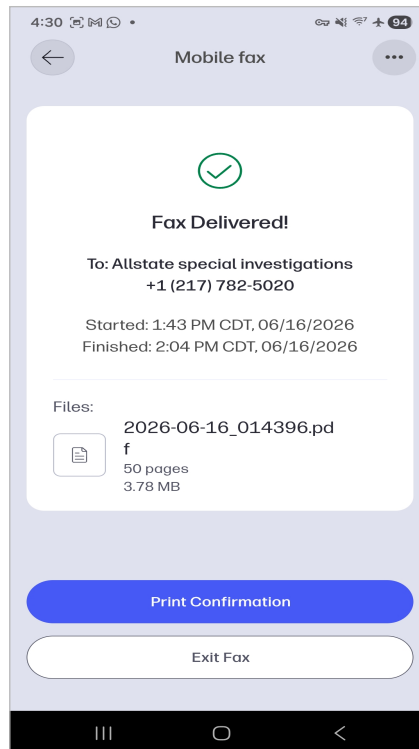 4:30
94
Mobile fax
Fax Delivered!
To: Allstate special investigations
+1 (217) 782-5020
Started: 1:43 PM CDT, 06/16/2026
Finished: 2:04 PM CDT, 06/16/2026
Files:
2026-06-16_014396.pd
f
50 pages
3.78 MB
Print Confirmation
Exit Fax